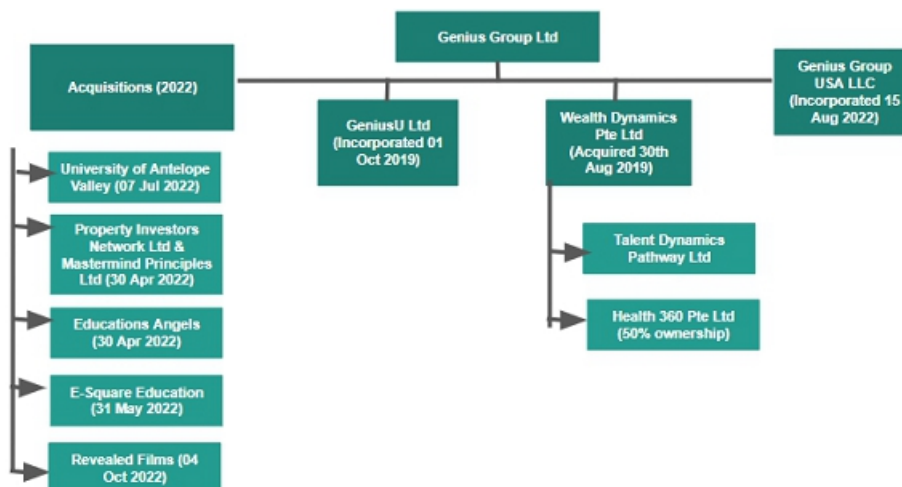 Genius Group Ltd
Acquisitions (2022)
GeniusU Ltd
(Incorporated 01
Oct 2019)
Wealth Dynamics
Pte Ltd
(Acquired 30th
Aug 2019)
Genius Group
USA LLC
(Incorporated 15
Aug 2022)
University of Antelope
Valley (07 Jul 2022)
Property Investors
Network Ltd &
Mastermind Principles
Ltd (30 Apr 2022)
Educations Angels
(30 Apr 2022)
E-Square Education
(31 May 2022)
Revealed Films (04
Oct 2022)
Talent Dynamics
Pathway Ltd
Health 360 Pte Ltd
(50% ownership)